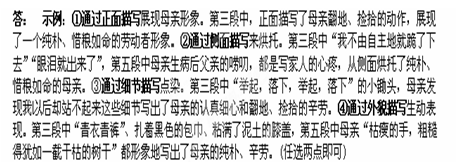 答：   示例：①通过正面描写展现母亲形象。第三段中，正面描写了母亲翻地、捡拾的动作，展现
了一个纯朴、惜粮如命的劳动者形象。②通过侧面描写来烘托。第三段中“我不由自主地就跪了下
去”“眼泪就出来了”，第五段中母亲生病后父亲的唠叨，都是写家人的心疼，从侧面烘托了纯朴、
惜粮如命的母亲。③通过细节描写点染。第三段中“举起，落下，举起，落下”的小锄头，母亲发
现我以后却站不起来这些细节写出了母亲的认真细心和翻地、捡拾的辛劳。④通过外貌描写生动表
现。第三段中“青衣青裤”、扎着黑色的包巾、粘满了泥土的膝盖，第五段中母亲“枯瘦的手，粗糙
得犹如一截干枯的树干”都形象地写出了母亲的纯朴、辛劳。（任选两点即可）